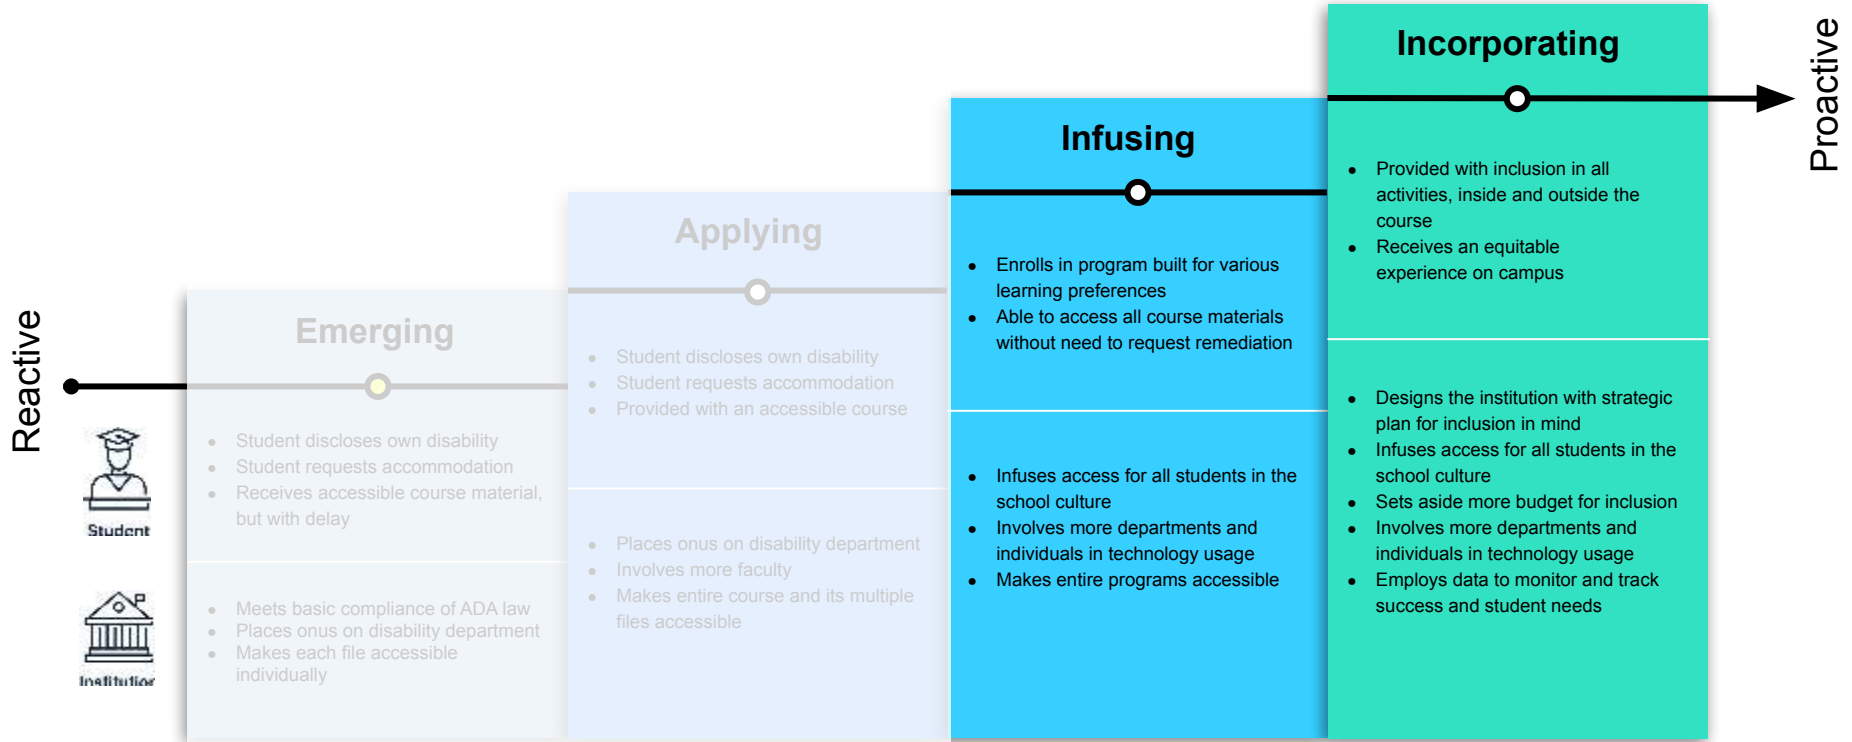 Reactive
Student
Institution
Emerging
● Student discloses own disability
● Student requests accommodation
● Receives accessible course material,
but with delay
● Meets basic compliance of ADA law
● Places onus on disability department
● Makes each file accessible
individually
Applying
● Student discloses own disability
● Student requests accommodation
● Provided with an accessible course
● Places onus on disability department
● Involves more faculty
● Makes entire course and its multiple
files accessible
Infusing
● Enrolls in program built for various
learning preferences
● Able to access all course materials
without need to request remediation
● Infuses access for all students in the
school culture
● Involves more departments and
individuals in technology usage
● Makes entire programs accessible
Incorporating
● Provided with inclusion in all
activities, inside and outside the
course
● Receives an equitable
experience on campus
● Designs the institution with strategic
plan for inclusion in mind
● Infuses access for all students in the
school culture
● Sets aside more budget for inclusion
● Involves more departments and
individuals in technology usage
● Employs data to monitor and track
success and student needs
Proactive